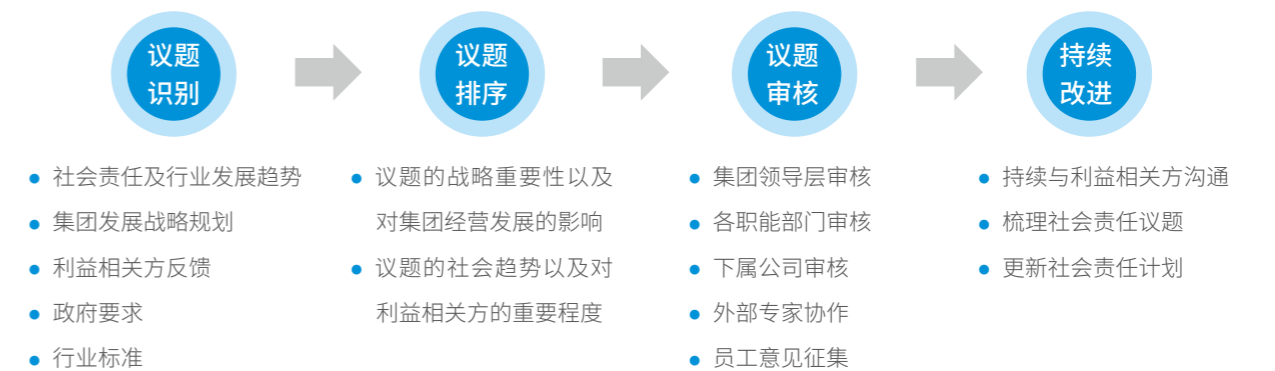 议题
识别
议题
排序
议题
审核
持续
改进
社会责任及行业发展趋势
集团发展战略规划
利益相关方反馈
政府要求
行业标准
议题的战略重要性以及
对集团经营发展的影响
议题的社会趋势以及对
利益相关方的重要程度
集团领导层审核
各职能部门审核
下属公司审核
外部专家协作
员工意见征集
持续与利益相关方沟通
梳理社会责任议题
更新社会责任计划